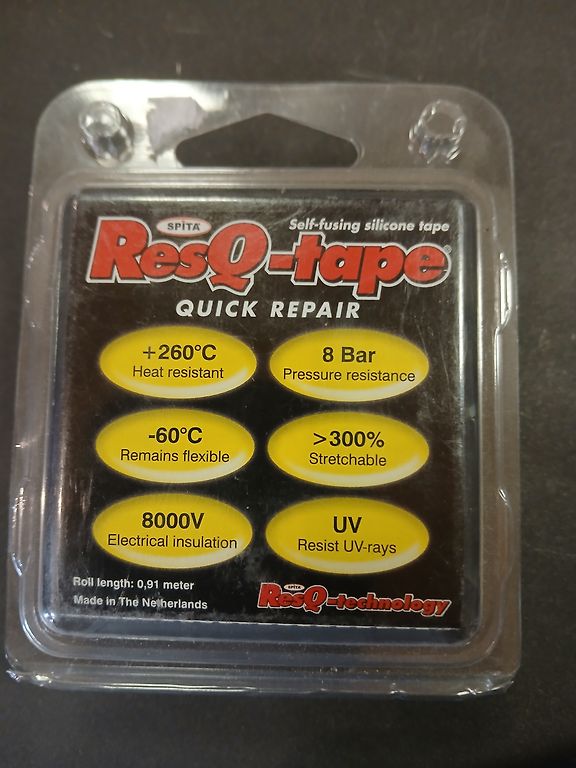 SPITA
Self-fusing silicone tape
ResQ-tape®
QUICK REPAIR
+260°C
Heat resistant
8 Bar
Pressure resistance
-60°C
Remains flexible
>300%
Stretchable
8000V
Electrical insulation
UV
Resist UV-rays
Roll length: 0,91 meter
Made in The Netherlands
SPITA
ResQ-technology